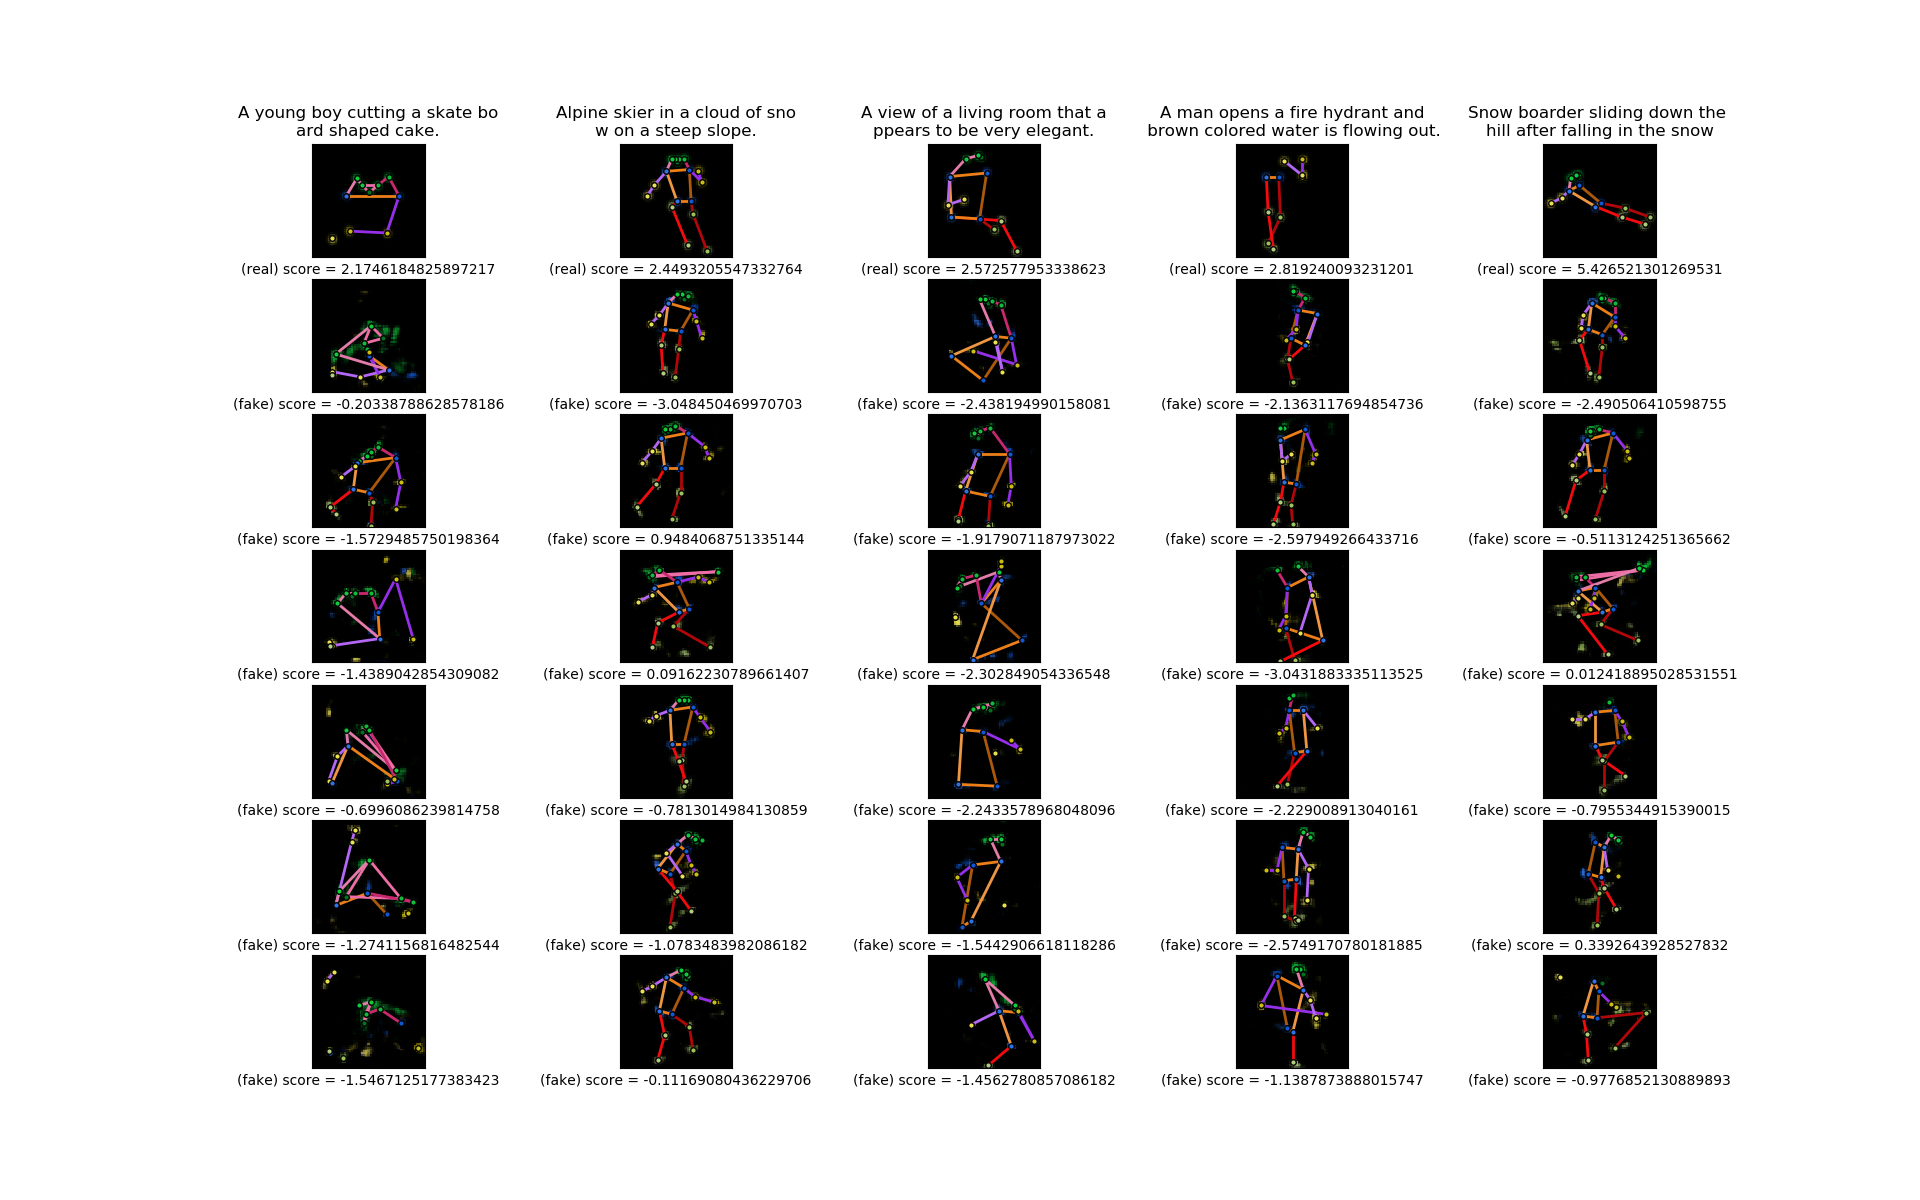 A young boy cutting a skate bo
ard shaped cake.
Alpine skier in a cloud of sno
w on a steep slope.
A view of a living room that a
ppears to be very elegant.
A man opens a fire hydrant and
brown colored water is flowing out.
Snow boarder sliding down the
hill after falling in the snow
(real) score = 2.1746184825897217
(real) score = 2.4493205547332764
(real) score = 2.572577953338623
(real) score = 2.819240093231201
(real) score = 5.426521301269531
(fake) score = -0.20338788628578186
(fake) score = -3.048450469970703
(fake) score = -2.438194990158081
(fake) score = -2.1363117694854736
(fake) score = -2.490506410598755
(fake) score = -1.5729485750198364
(fake) score = 0.9484068751335144
(fake) score = -1.9179071187973022
(fake) score = -2.597949266433716
(fake) score = -0.5113124251365662
(fake) score = -1.4389042854309082
(fake) score = 0.09162230789661407
(fake) score = -2.302849054336548
(fake) score = -3.0431883335113525
(fake) score = 0.012418895028531551
(fake) score = -0.6996086239814758
(fake) score = -0.7813014984130859
(fake) score = -2.2433578968048096
(fake) score = -2.229008913040161
(fake) score = -0.7955344915390015
(fake) score = -1.2741156816482544
(fake) score = -1.0783483982086182
(fake) score = -1.5442906618118286
(fake) score = -2.5749170780181885
(fake) score = 0.3392643928527832
(fake) score = -1.5467125177383423
(fake) score = -0.11169080436229706
(fake) score = -1.4562780857086182
(fake) score = -1.1387873888015747
(fake) score = -0.9776852130889893